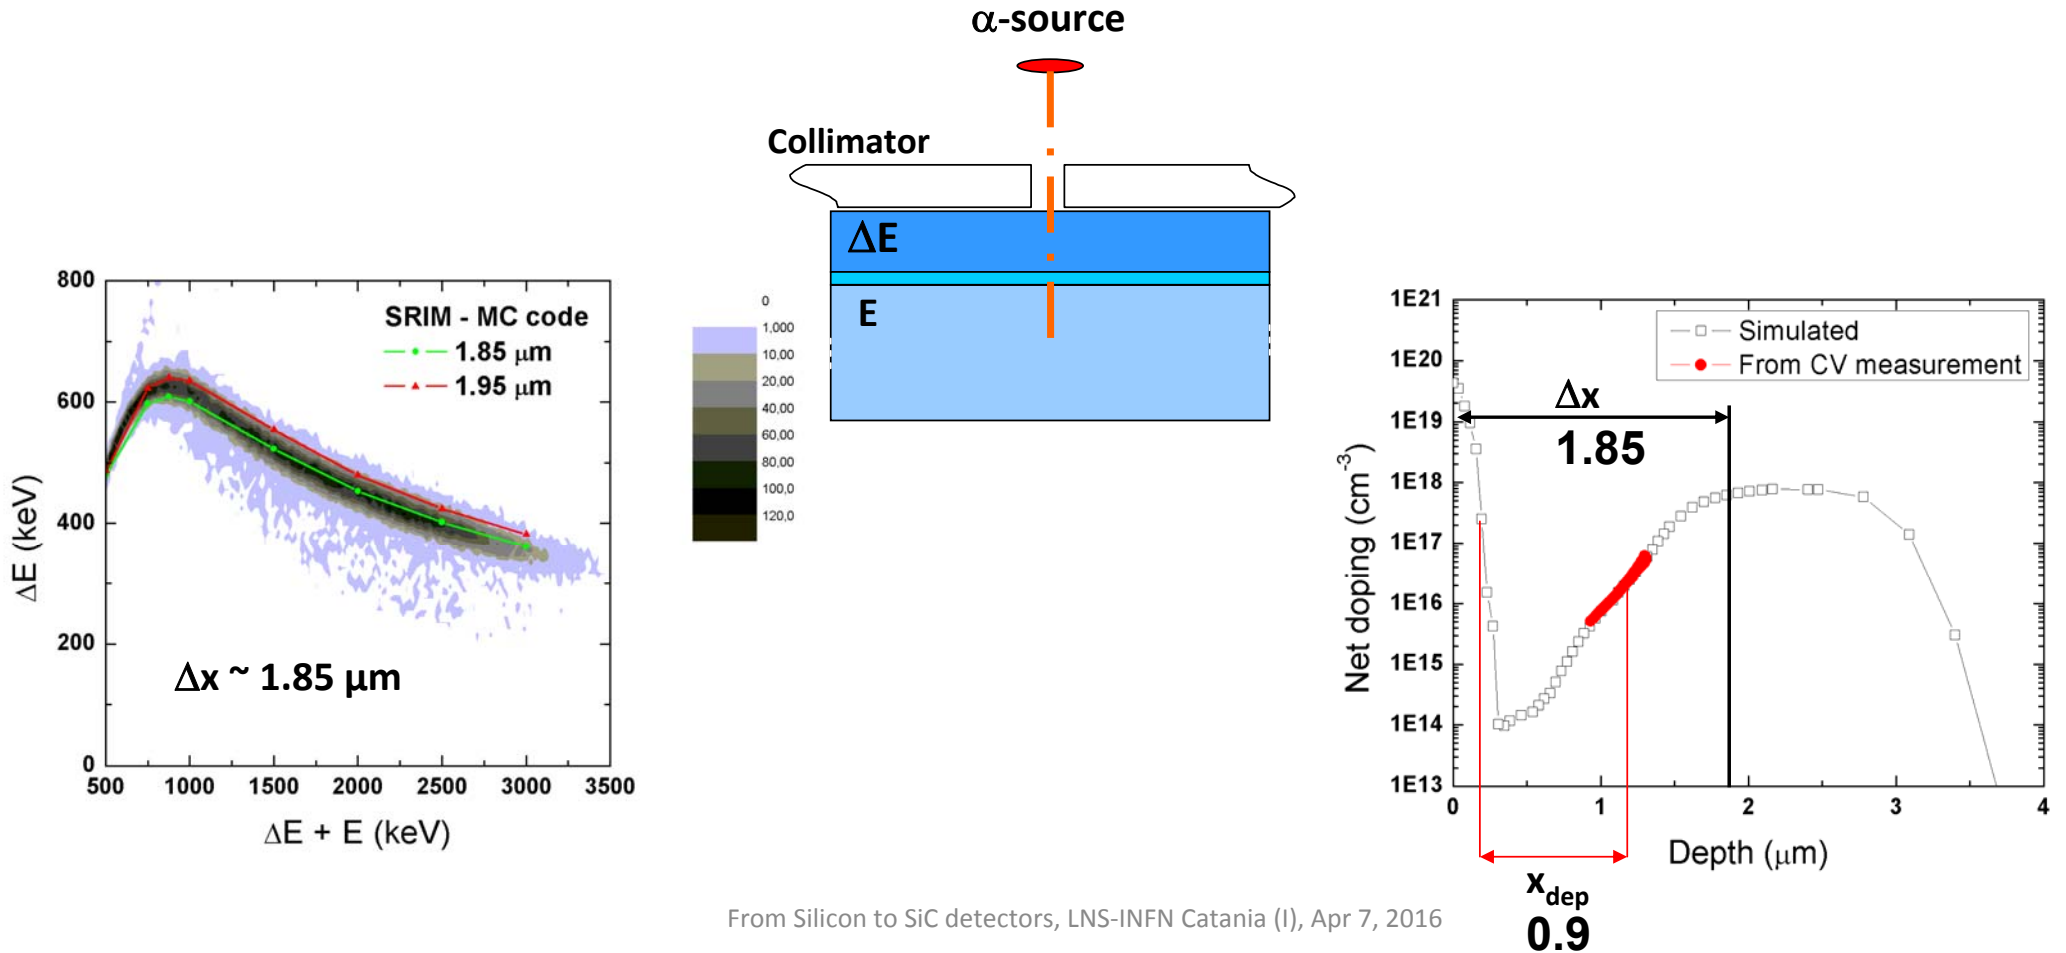 α-source
Collimator
ΔE
E
800
600
400
200
0
500
1000
1500
2000
2500
3000
3500
ΔE (keV)
ΔE + E (keV)
SRIM - MC code
1.85 μm
1.95 μm
Δx ~ 1.85 μm
0
1,000
10,00
20,00
40,00
60,00
80,00
100,0
120,0
1E21
1E20
1E19
1E18
1E17
1E16
1E15
1E14
1E13
0
1
2
3
4
Net doping (cm⁻³)
Depth (μm)
Simulated
From CV measurement
Δx
1.85
x_dep
0.9
From Silicon to SiC detectors, LNS-INFN Catania (I), Apr 7, 2016